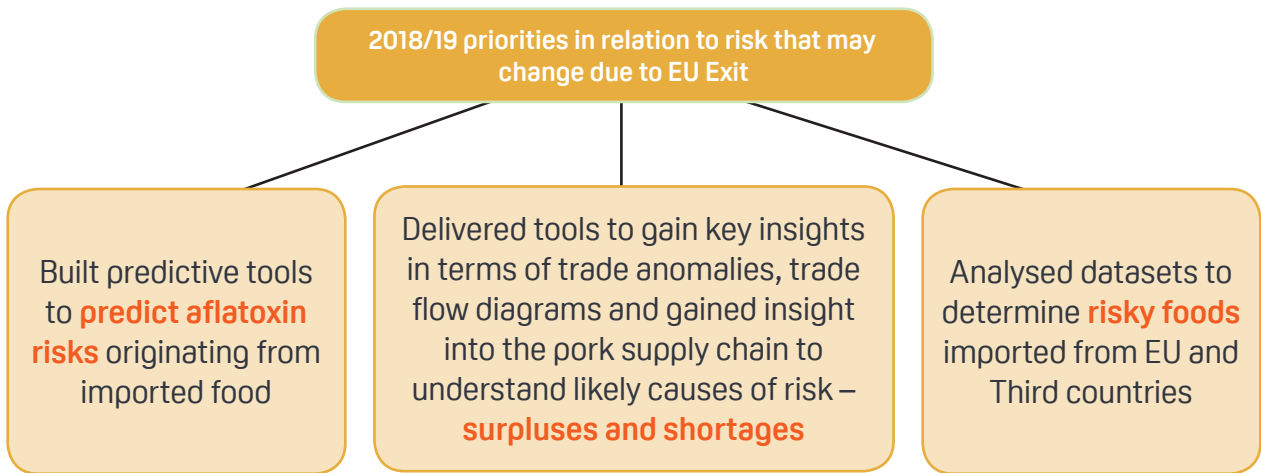 2018/19 priorities in relation to risk that may
change due to EU Exit
Built predictive tools
to predict aflatoxin
risks originating from
imported food
Delivered tools to gain key insights
in terms of trade anomalies, trade
flow diagrams and gained insight
into the pork supply chain to
understand likely causes of risk –
surpluses and shortages
Analysed datasets to
determine risky foods
imported from EU and
Third countries